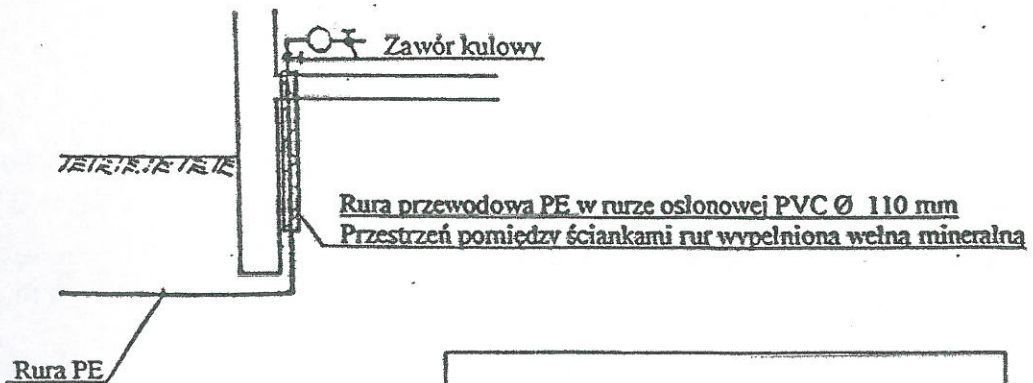 Zawór kulowy
Rura przewodowa PE w rurze osłonowej PVC Ø 110 mm
Przestrzeń pomiędzy ściankami rur wypełniona wełną mineralną
Rura PE